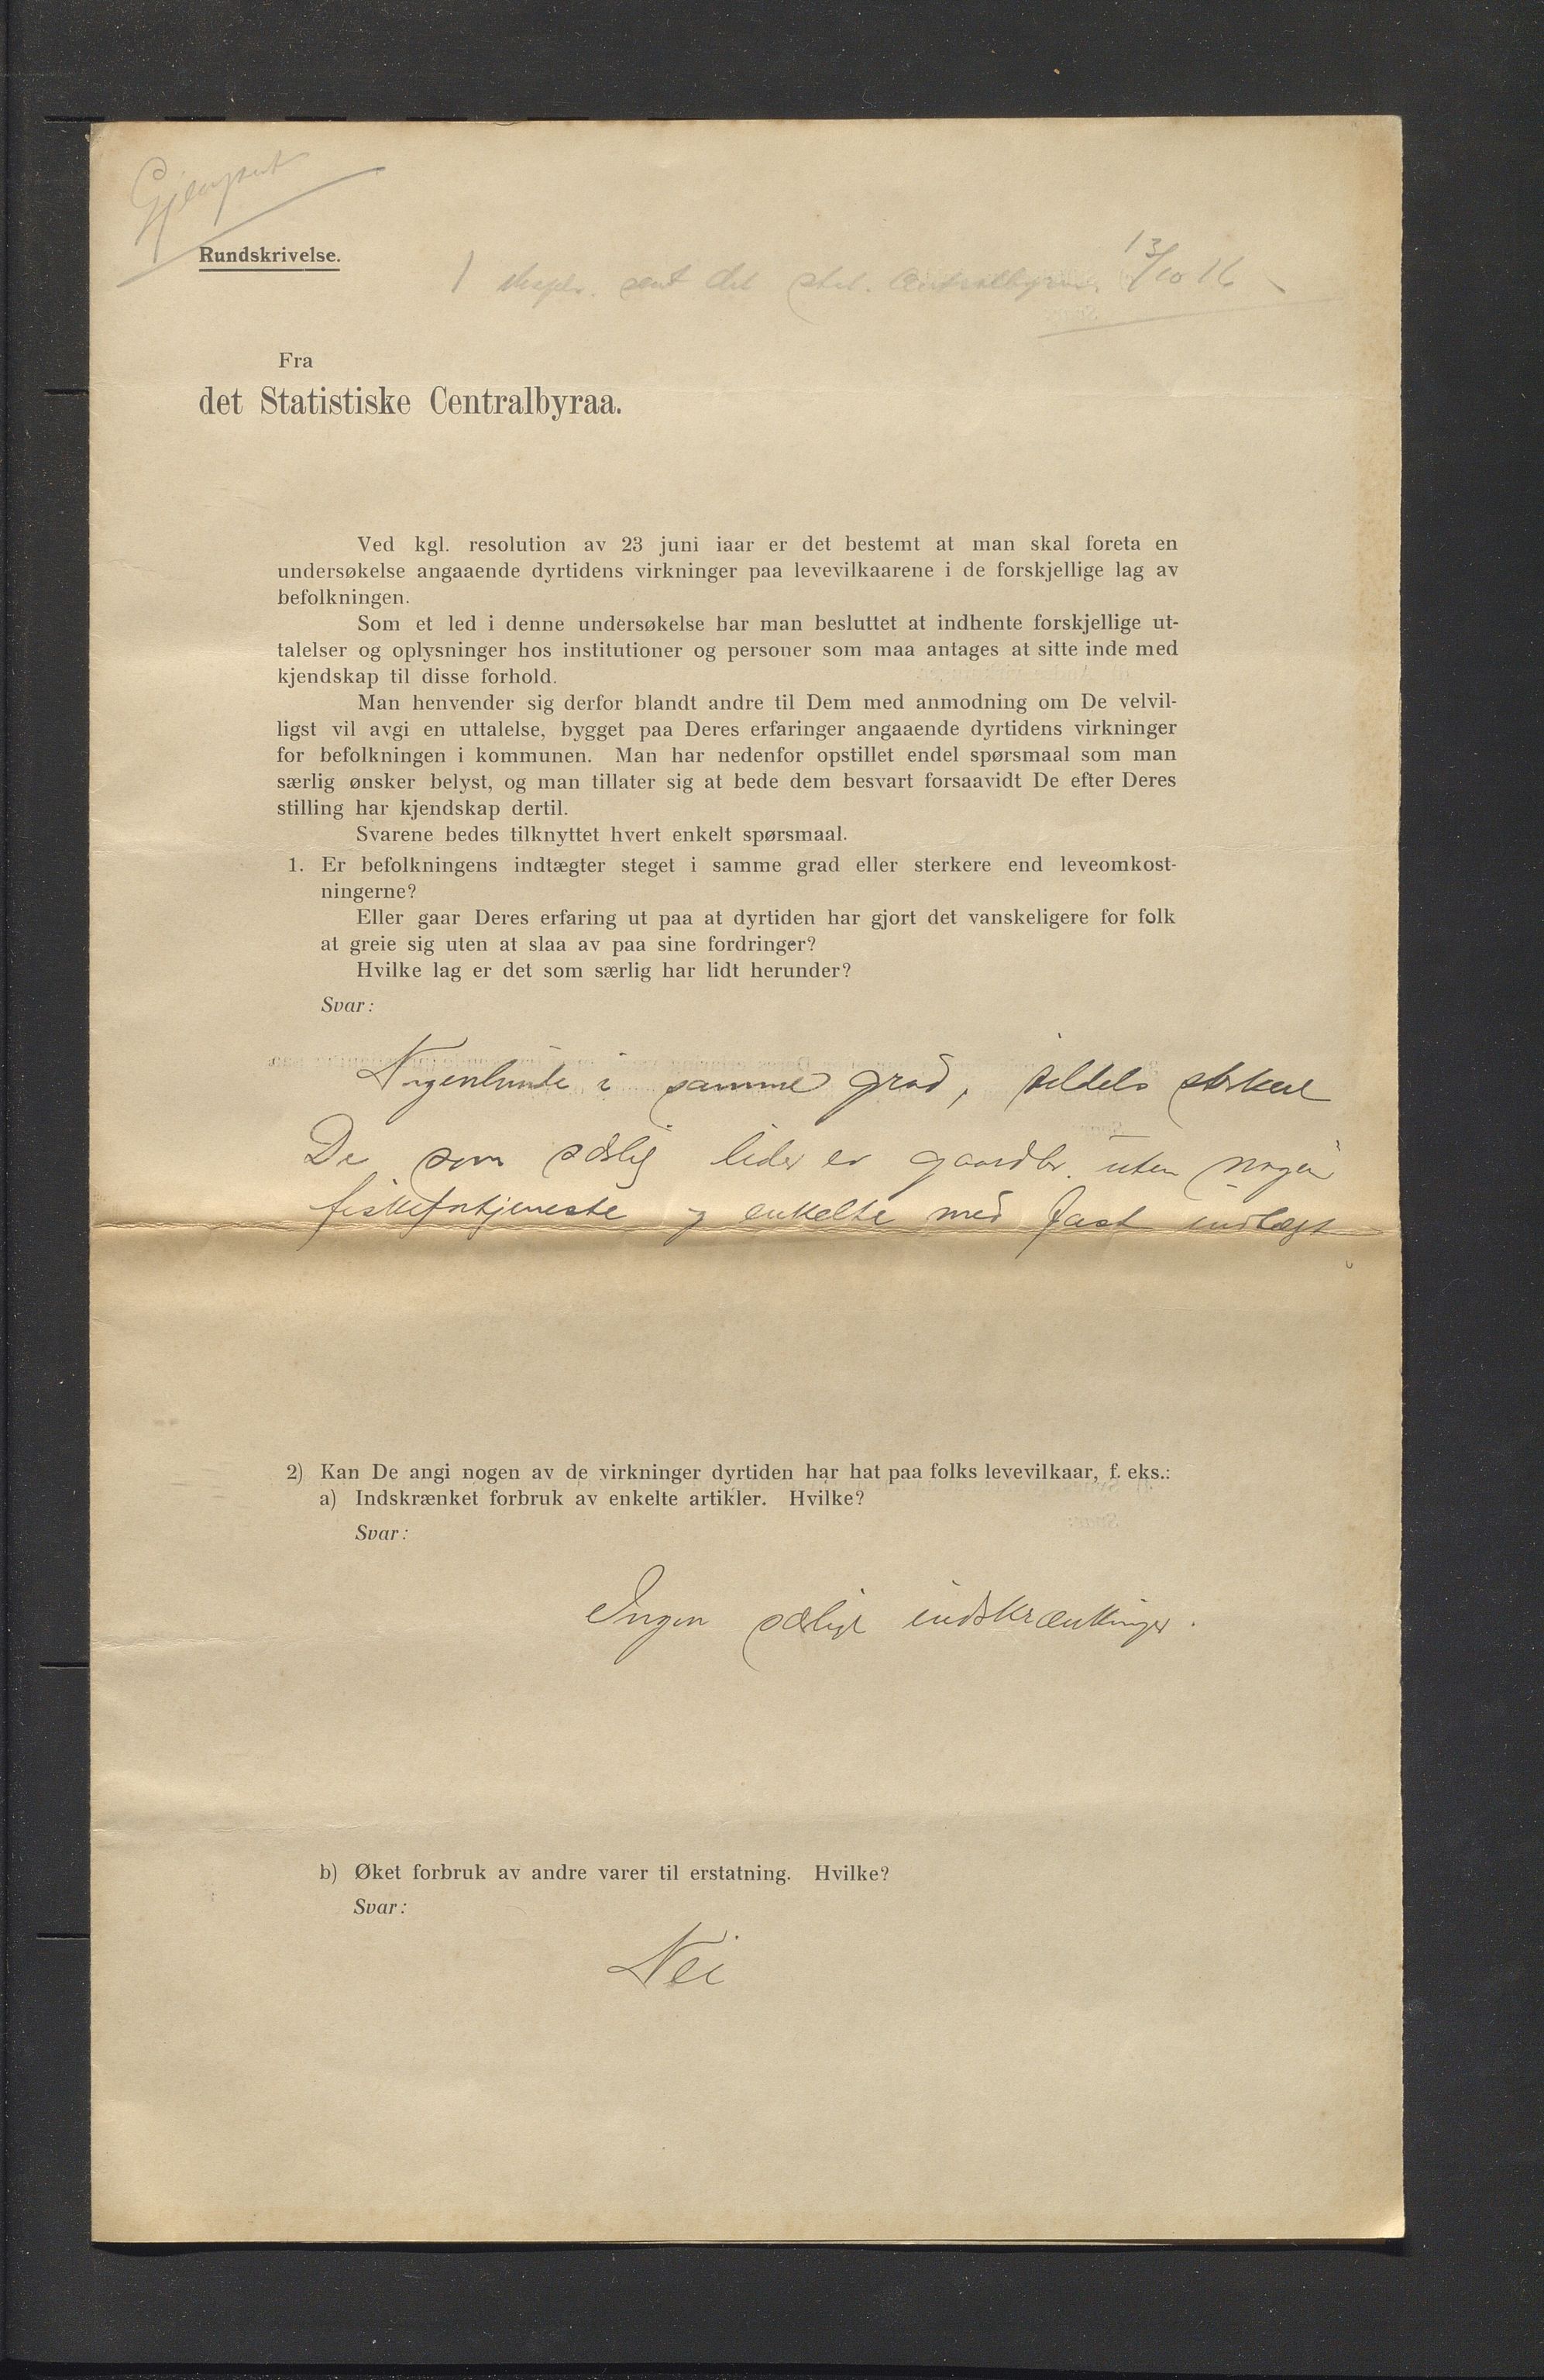 Gjenpart
Rundskrivelse.
1 expl. sent det stat. Centralbyraa 13/10 16
Fra
det Statistiske Centralbyraa.
Ved kgl. resolution av 23 juni iaar er det bestemt at man skal foreta en
undersøkelse angaaende dyrtidens virkninger paa levevilkaarene i de forskjellige lag av
befolkningen.
Som et led i denne undersøkelse har man besluttet at indhente forskjellige ut-
talelser og oplysninger hos institutioner og personer som maa antages at sitte inde med
kjendskap til disse forhold.
Man henvender sig derfor blandt andre til Dem med anmodning om De velvil-
ligst vil avgi en uttalelse, bygget paa Deres erfaringer angaaende dyrtidens virkninger
for befolkningen i kommunen. Man har nedenfor opstillet endel spørsmaal som man
særlig ønsker belyst, og man tillater sig at bede dem besvart forsaavidt De efter Deres
stilling har kjendskap dertil.
Svarene bedes tilknyttet hvert enkelt spørsmaal.
1. Er befolkningens indtægter steget i samme grad eller sterkere end leveomkost-
ningerne?
Eller gaar Deres erfaring ut paa at dyrtiden har gjort det vanskeligere for folk
at greie sig uten at slaa av paa sine fordringer?
Hvilke lag er det som særlig har lidt herunder?
Svar:
Nogenlunde i samme grad, tildels sterkere
De som særlig lider er gaardbr. uten nogen
fiskefortjeneste og enkelte med fast indtægt
2) Kan De angi nogen av de virkninger dyrtiden har hat paa folks levevilkaar, f. eks.:
a) Indskrænket forbruk av enkelte artikler. Hvilke?
Svar:
Ingen særlige indskrænkninger.
b) Øket forbruk av andre varer til erstatning. Hvilke?
Svar:
Nei